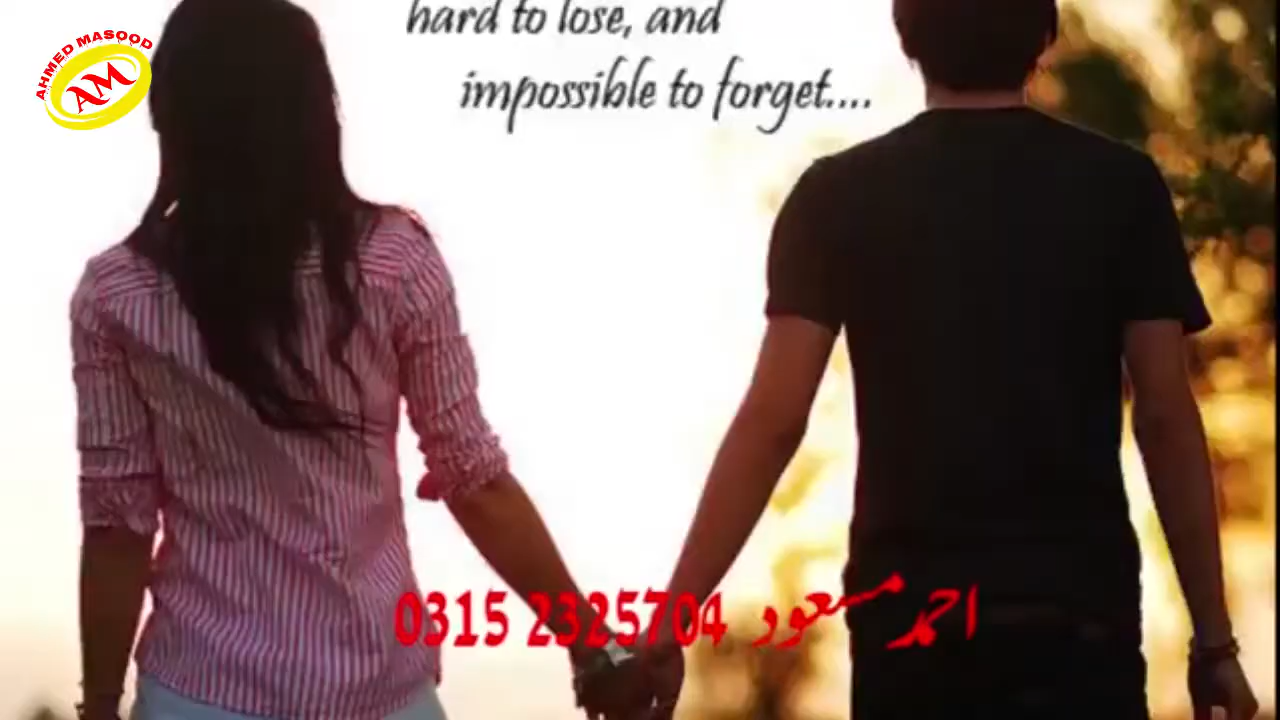 AHMED MASOOD
AM
hard to lose, and
impossible to forget....
0315 2325704 احمد مسعود